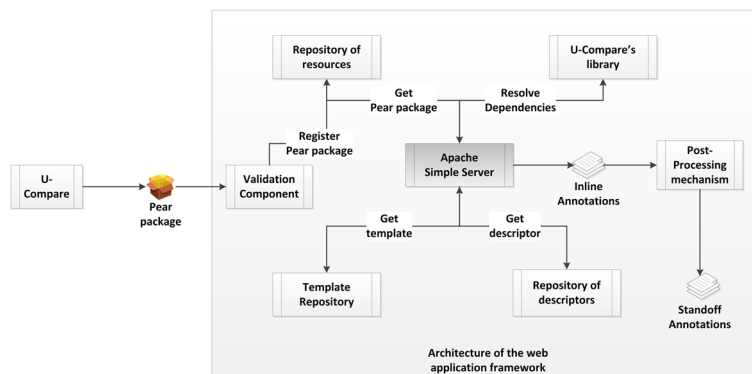 Repository of
resources
U-Compare's
library
Get
Pear package
Resolve
Dependencies
Register
Pear package
U-
Compare
Pear
package
Validation
Component
Apache
Simple Server
Inline
Annotations
Post-
Processing
mechanism
Get
template
Get
descriptor
Template
Repository
Repository of
descriptors
Standoff
Annotations
Architecture of the web
application framework